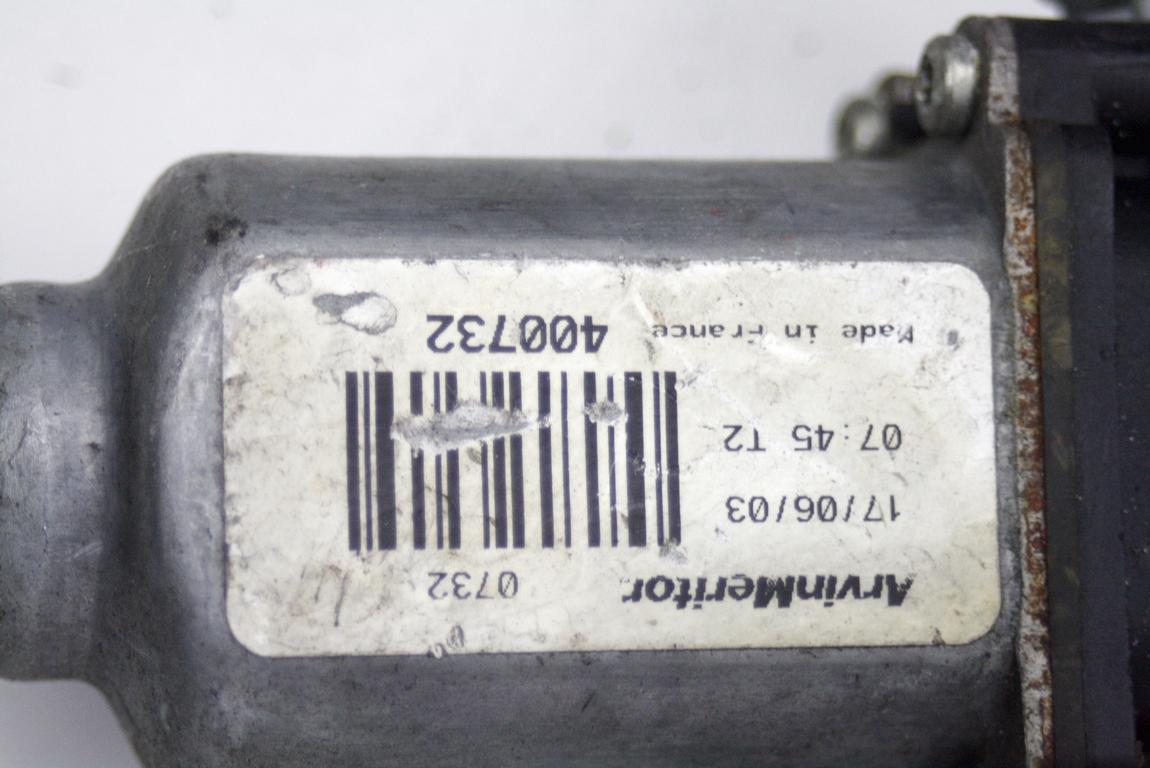 ArvinMeritor 0732
17/06/03
07:45 T2
Made in France 400732